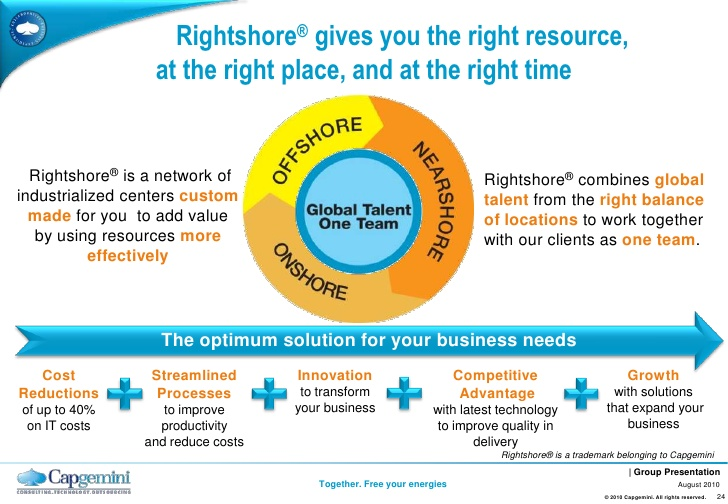 Rightshore® gives you the right resource,
at the right place, and at the right time
OFFSHORE
NEARSHORE
ONSHORE
Global Talent
One Team
Rightshore® is a network of
industrialized centers custom
made for you to add value
by using resources more
effectively
Rightshore® combines global
talent from the right balance
of locations to work together
with our clients as one team.
The optimum solution for your business needs
Cost
Reductions
of up to 40%
on IT costs
Streamlined
Processes
to improve
productivity
and reduce costs
Innovation
to transform
your business
Competitive
Advantage
with latest technology
to improve quality in
delivery
Growth
with solutions
that expand your
business
Rightshore® is a trademark belonging to Capgemini
Capgemini
CONSULTING.TECHNOLOGY.OUTSOURCING
Together. Free your energies
| Group Presentation
August 2010
© 2010 Capgemini. All rights reserved. 24